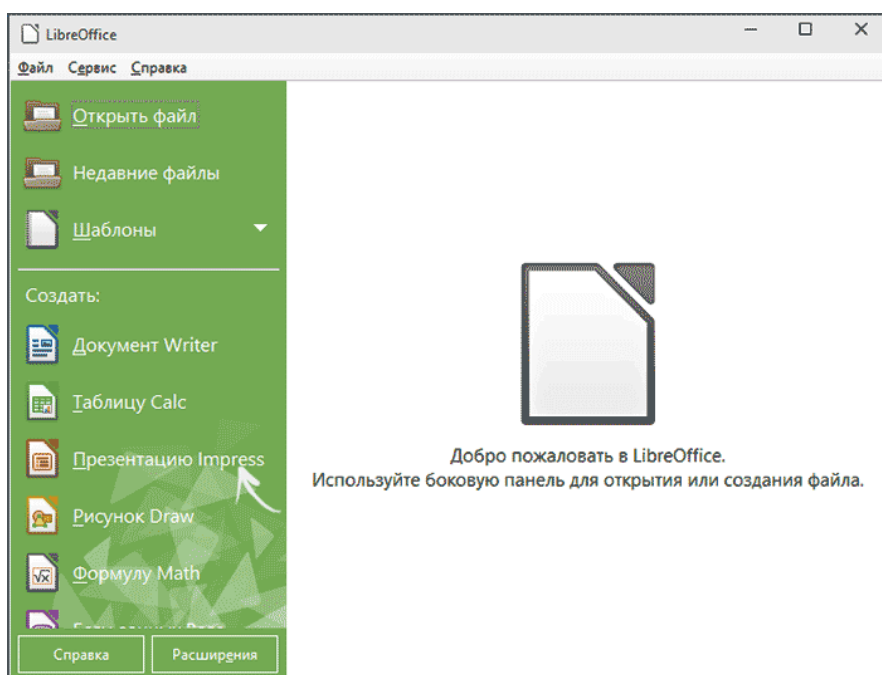 LibreOffice
Файл Сервис Справка
Открыть файл
Недавние файлы
Шаблоны
Создать:
Документ Writer
Таблицу Calc
Презентацию Impress
Рисунок Draw
Формулу Math
Справка Расширения
Добро пожаловать в LibreOffice.
Используйте боковую панель для открытия или создания файла.